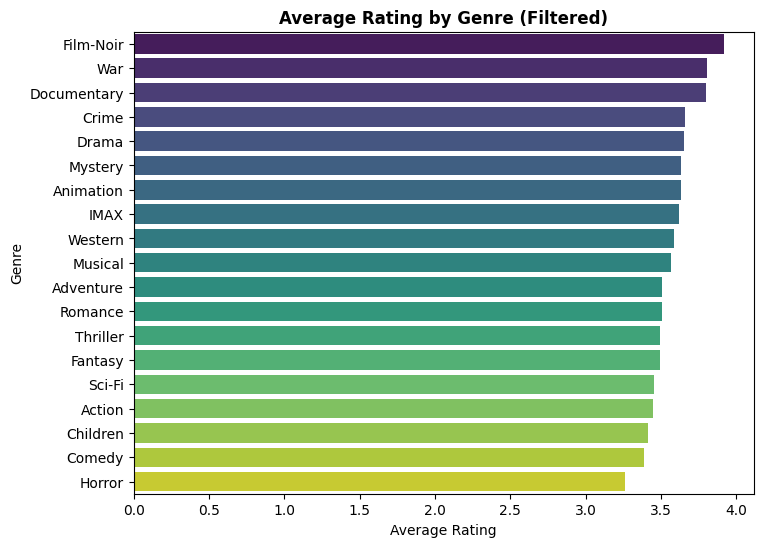 Average Rating by Genre (Filtered)
Genre
Film-Noir
War
Documentary
Crime
Drama
Mystery
Animation
IMAX
Western
Musical
Adventure
Romance
Thriller
Fantasy
Sci-Fi
Action
Children
Comedy
Horror
0.0 0.5 1.0 1.5 2.0 2.5 3.0 3.5 4.0
Average Rating